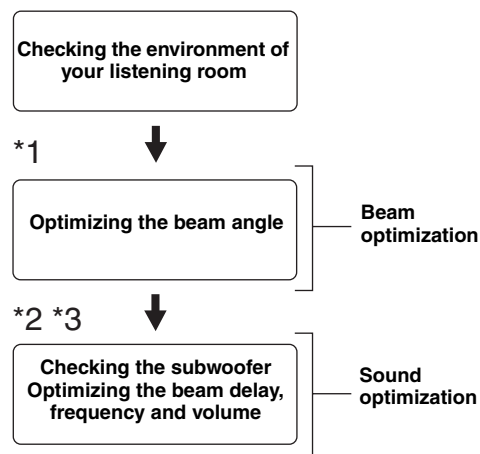 Checking the environment of
your listening room
*1
Optimizing the beam angle
Beam
optimization
*2 *3
Checking the subwoofer
Optimizing the beam delay,
frequency and volume
Sound
optimization